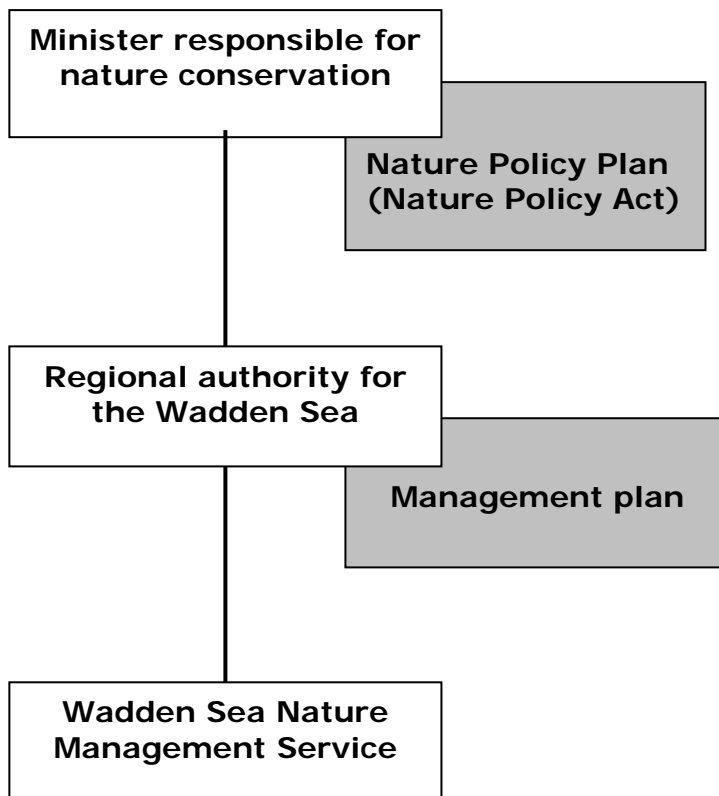 Minister responsible for
nature conservation
Nature Policy Plan
(Nature Policy Act)
Regional authority for
the Wadden Sea
Management plan
Wadden Sea Nature
Management Service